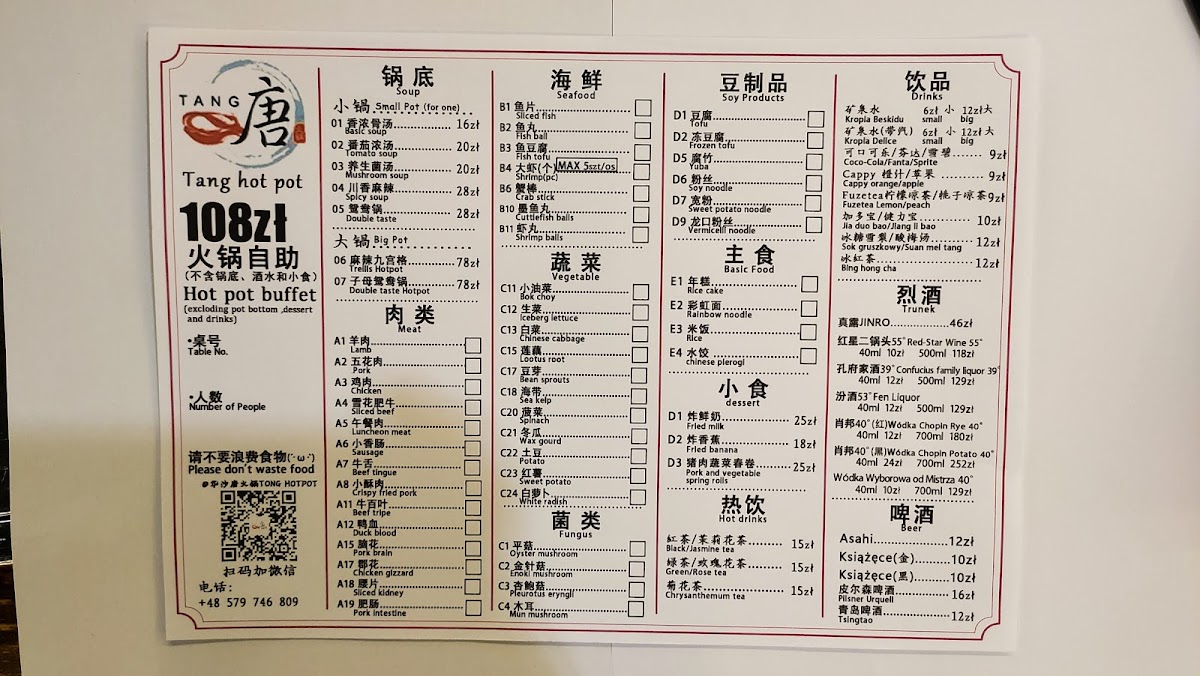 TANG 唐
Tang hot pot
108zł
火锅自助
(不含锅底、酒水和小食)
Hot pot buffet
(excluding pot bottom ,dessert
and drinks)
•桌号
Table No.
•人数
Number of People
请不要浪费食物(·ω·)
Please don't waste food
@华沙唐火锅TONG HOTPOT
扫码加微信
电话:
+48 579 746 809
锅底
Soup
小锅 Small Pot (for one)
01 香浓骨汤 16zł
Basic soup
02 番茄浓汤 20zł
Tomato soup
03 养生菌汤 20zł
Mushroom soup
04 川香麻辣 28zł
Spicy soup
05 鸳鸯锅 28zł
Double taste
大锅 Big Pot
06 麻辣九宫格 78zł
Trellis Hotpot
07 子母鸳鸯锅 78zł
Double taste Hotpot
肉类
Meat
A1 羊肉
Lamb
A2 五花肉
Pork
A3 鸡肉
Chicken
A4 雪花肥牛
Sliced beef
A5 午餐肉
Luncheon meat
A6 小香肠
Sausage
A7 牛舌
Beef tingue
A8 小酥肉
Crispy fried pork
A11 牛百叶
Beef tripe
A12 鸭血
Duck blood
A15 脑花
Pork brain
A17 郡花
Chicken gizzard
A18 腰片
Sliced kidney
A19 肥肠
Pork intestine
海鲜
Seafood
B1 鱼片
Sliced fish
B2 鱼丸
Fish ball
B3 鱼豆腐
Fish tofu
B4 大虾(个) MAX 5szt/os
Shrimp(pc)
B6 蟹棒
Crab stick
B10 墨鱼丸
Cuttlefish balls
B11 虾丸
Shrimp balls
蔬菜
Vegetable
C11 小油菜
Bok choy
C12 生菜
Iceberg lettuce
C13 白菜
Chinese cabbage
C15 莲藕
Lootus root
C17 豆芽
Bean sprouts
C18 海带
Sea kelp
C20 菠菜
Spinach
C21 冬瓜
Wax gourd
C22 土豆
Potato
C23 红薯
Sweet potato
C24 白萝卜
White radish
菌类
Fungus
C1 平菇
Oyster mushroom
C2 金针菇
Enoki mushroom
C3 杏鲍菇
Pleurotus eryngii
C4 木耳
Mun mushroom
豆制品
Soy Products
D1 豆腐
Tofu
D2 冻豆腐
Frozen tofu
D5 腐竹
Yuba
D6 粉丝
Soy noodle
D7 宽粉
Sweet potato noodle
D9 龙口粉丝
Vermicell noodle
主食
Basic Food
E1 年糕
Rice cake
E2 彩虹面
Rainbow noodle
E3 米饭
Rice
E4 水饺
chinese pierogi
小食
dessert
D1 炸鲜奶 25zł
Fried milk
D2 炸香蕉 18zł
Fried banana
D3 猪肉蔬菜春卷 25zł
Pork and vegetable
spring rolls
热饮
Hot drinks
紅茶/茉莉花茶 15zł
Black/Jasmine tea
绿茶/玫瑰花茶 15zł
Green/Rose tea
菊花茶 15zł
Chrysanthemum tea
饮品
Drinks
矿泉水 6zł 小 12zł大
Kropla Beskidu small big
矿泉水(带汽) 6zł 小 12zł大
Kropla Delice small big
可口可乐/芬达/雪碧 9zł
Coco-Cola/Fanta/Sprite
Cappy 橙汁/苹果 9zł
Cappy orange/apple
Fuzetea柠檬凉茶/桃子凉茶9zł
Fuzetea Lemon/peach
加多宝/健力宝 10zł
Jia duo bao/Jiang li bao
冰糖雪梨/酸梅汤 12zł
Sok gruszkowy/Suan mei tang
冰紅茶 12zł
Bing hong cha
烈酒
Trunek
真露JINRO 46zł
红星二锅头55° Red-Star Wine 55°
40ml 10zł 500ml 118zł
孔府家酒39° Confucius family liquor 39°
40ml 12zł 500ml 129zł
汾酒53° Fen Liquor
40ml 12zł 500ml 129zł
肖邦40°(红)Wódka Chopin Rye 40°
40ml 12zł 700ml 180zł
肖邦40°(黑)Wódka Chopin Potato 40°
40ml 24zł 700ml 252zł
Wódka Wyborowa od Mistrza 40°
40ml 10zł 700ml 129zł
啤酒
Beer
Asahi 12zł
Książęce(金) 10zł
Książęce(黑) 10zł
皮尔森啤酒 16zł
Pilsner Urquell
青岛啤酒 12zł
Tsingtao